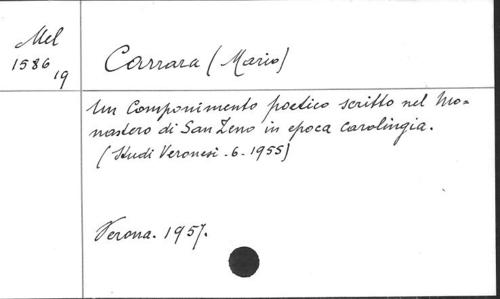 Mel
1586
19
Carrara (Mario)
Un Componimento poetico scritto nel Mo=
nastero di San Zeno in epoca carolingia.
(Studi Veronesi - 6 - 1955)
Verona. 1957.